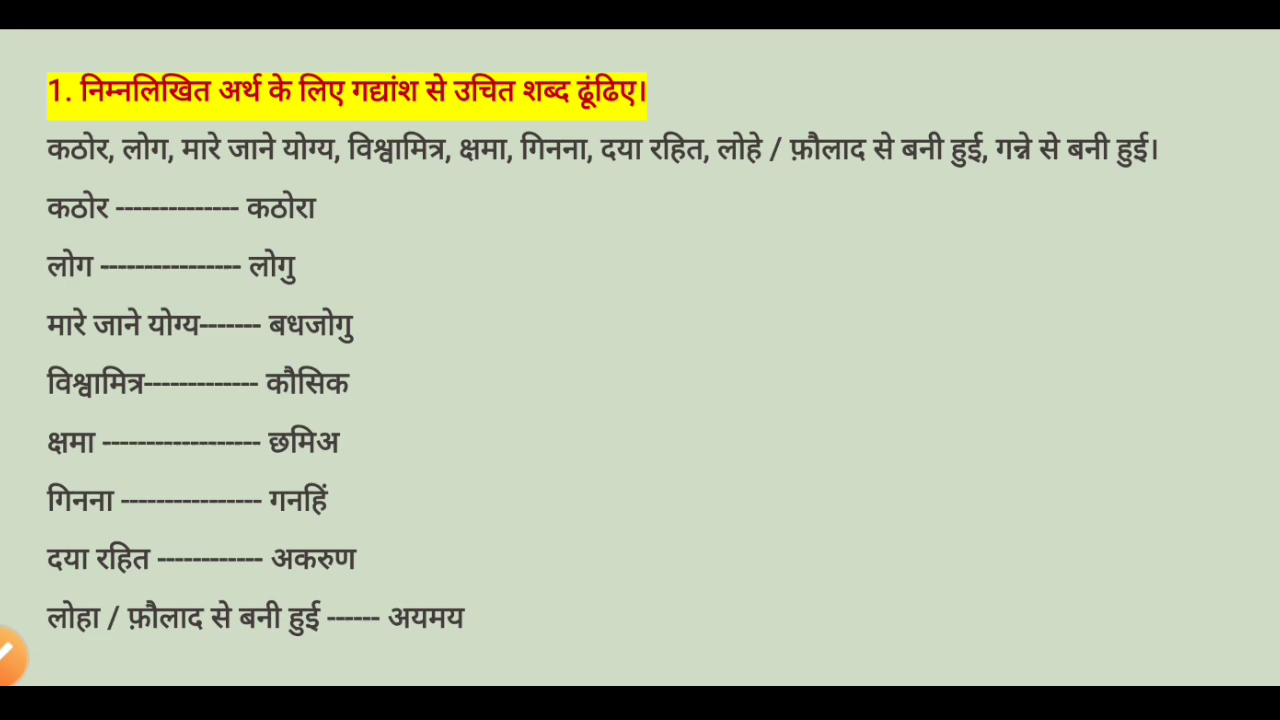 1. निम्नलिखित अर्थ के लिए गद्यांश से उचित शब्द ढूंढिए।
कठोर, लोग, मारे जाने योग्य, विश्वामित्र, क्षमा, गिनना, दया रहित, लोहे / फ़ौलाद से बनी हुई, गन्ने से बनी हुई।
कठोर -------------- कठोरा
लोग ---------------- लोगु
मारे जाने योग्य------- बधजोगु
विश्वामित्र------------- कौसिक
क्षमा ------------------ छमिअ
गिनना ---------------- गनहिं
दया रहित ------------ अकरुण
लोहा / फ़ौलाद से बनी हुई ------ अयमय